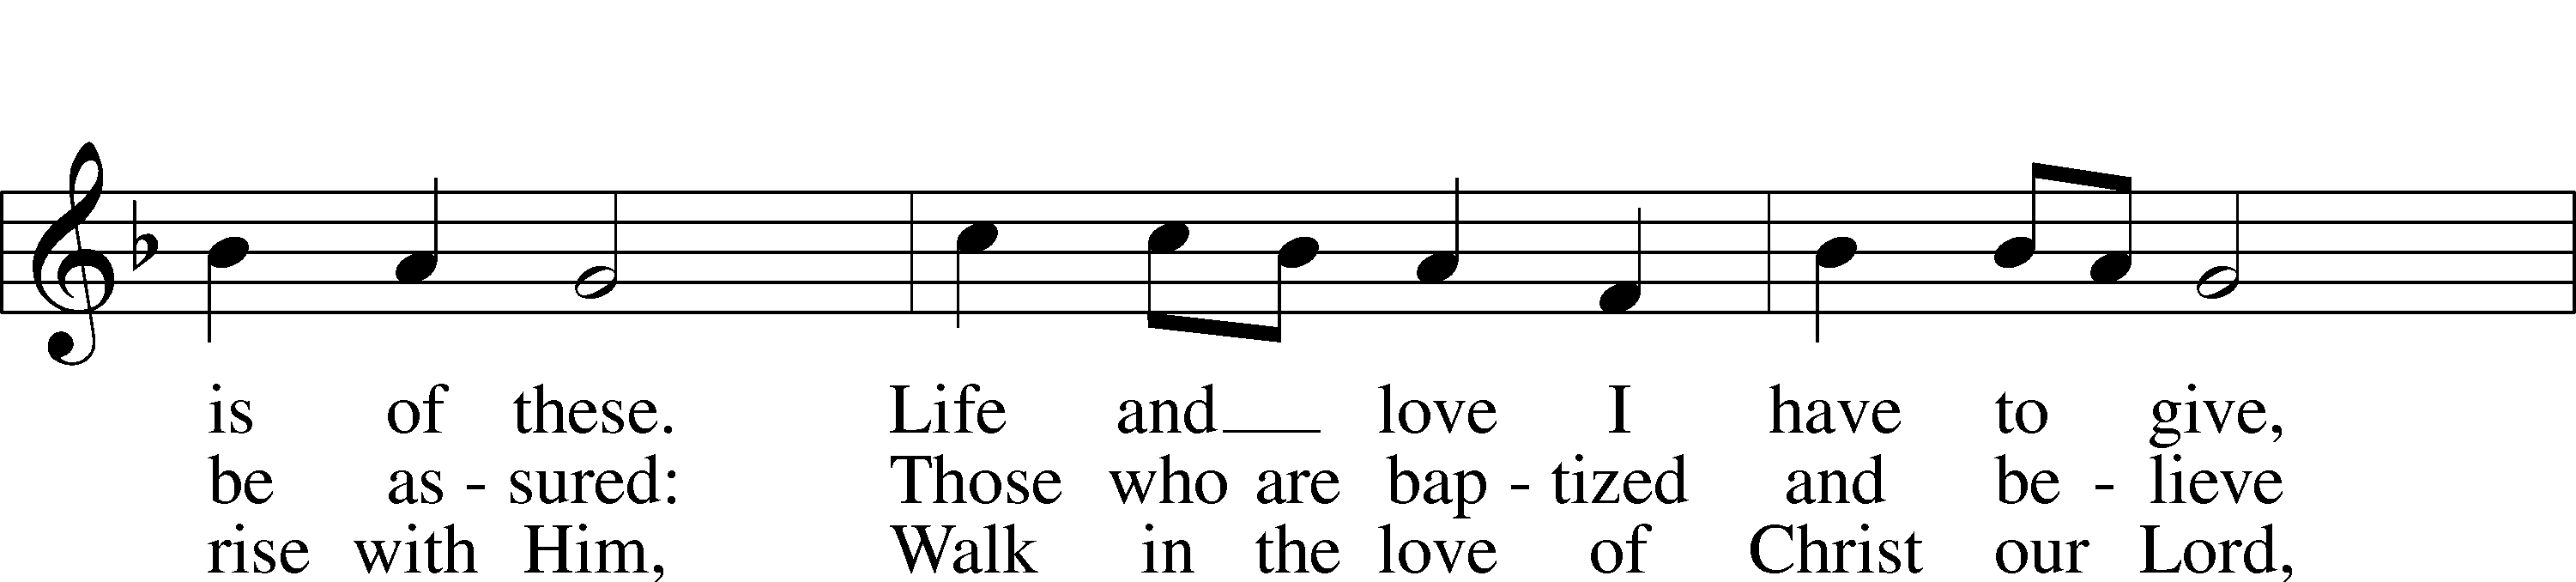 is of these. Life and___ love I have to give,
be as - sured: Those who are bap - tized and be - lieve
rise with Him, Walk in the love of Christ our Lord,